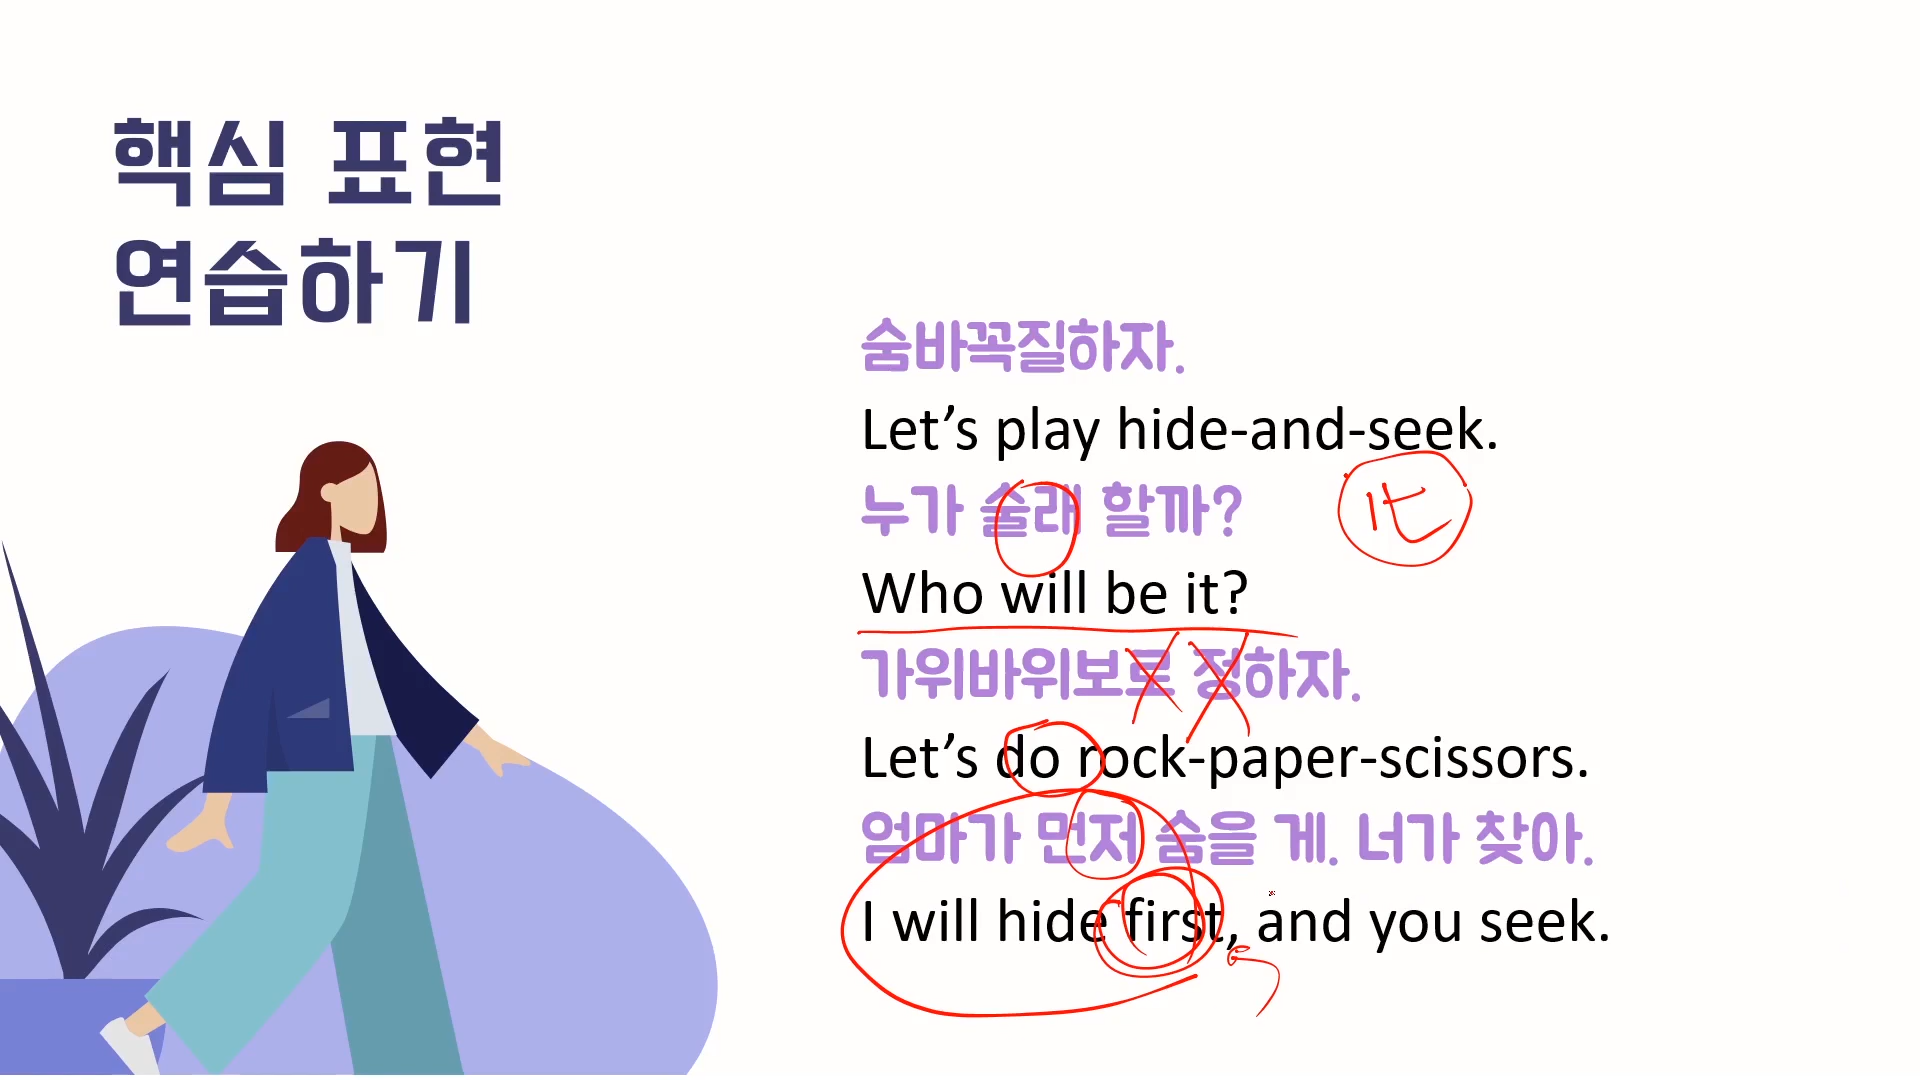 핵심 표현
연습하기
숨바꼭질하자.
Let’s play hide-and-seek.
누가 술래 할까?
it
Who will be it?
가위바위보로 정하자.
Let’s do rock-paper-scissors.
엄마가 먼저 숨을 게. 너가 찾아.
I will hide first, and you seek.